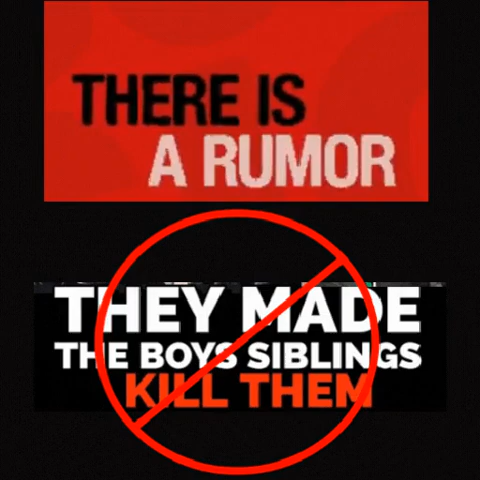 THERE IS
A RUMOR
THEY MADE
THE BOYS SIBLINGS
KILL THEM